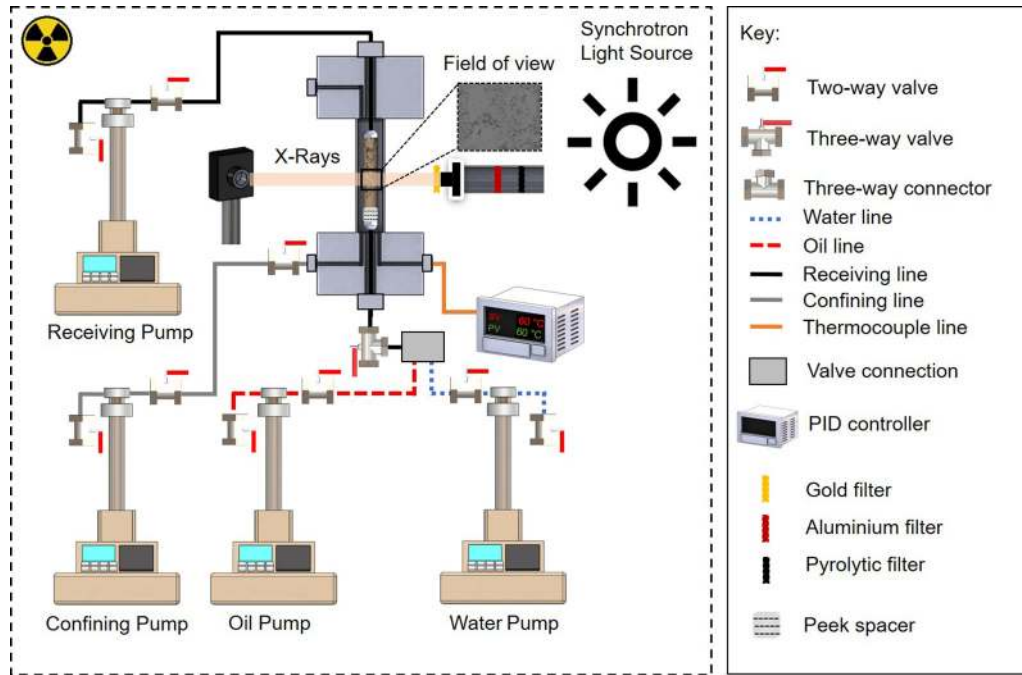 Synchrotron
Light Source
Field of view
X-Rays
Receiving Pump
SV 60 °C
PV 60 °C
Confining Pump
Oil Pump
Water Pump
Key:
Two-way valve
Three-way valve
Three-way connector
Water line
Oil line
Receiving line
Confining line
Thermocouple line
Valve connection
PID controller
Gold filter
Aluminium filter
Pyrolytic filter
Peek spacer